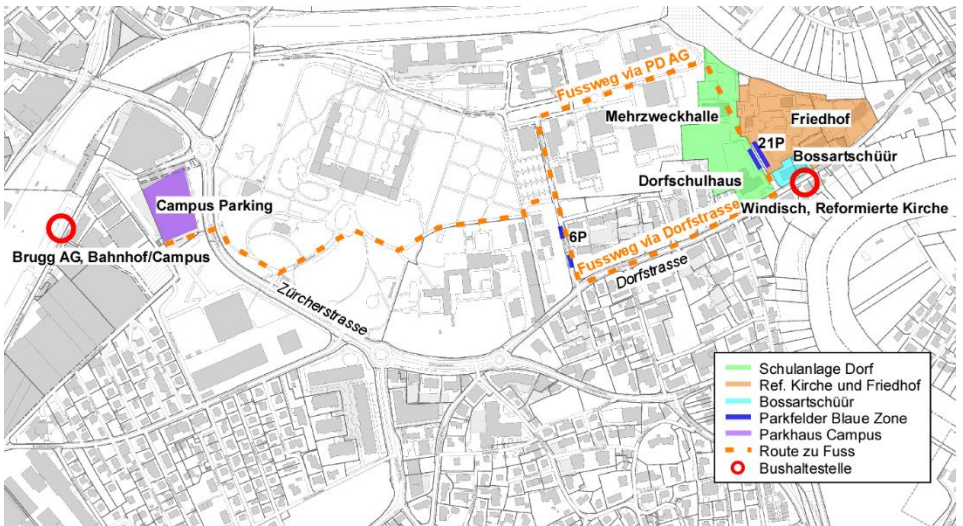 Fussweg via PD AG
Mehrzweckhalle
Friedhof
21P
Bossartschüür
Campus Parking
Dorfschulhaus
Windisch, Reformierte Kirche
6P
Fussweg via Dorfstrasse
Brugg AG, Bahnhof/Campus
Dorfstrasse
Zürcherstrasse
Schulanlage Dorf
Ref. Kirche und Friedhof
Bossartschüür
Parkfelder Blaue Zone
Parkhaus Campus
Route zu Fuss
Bushaltestelle